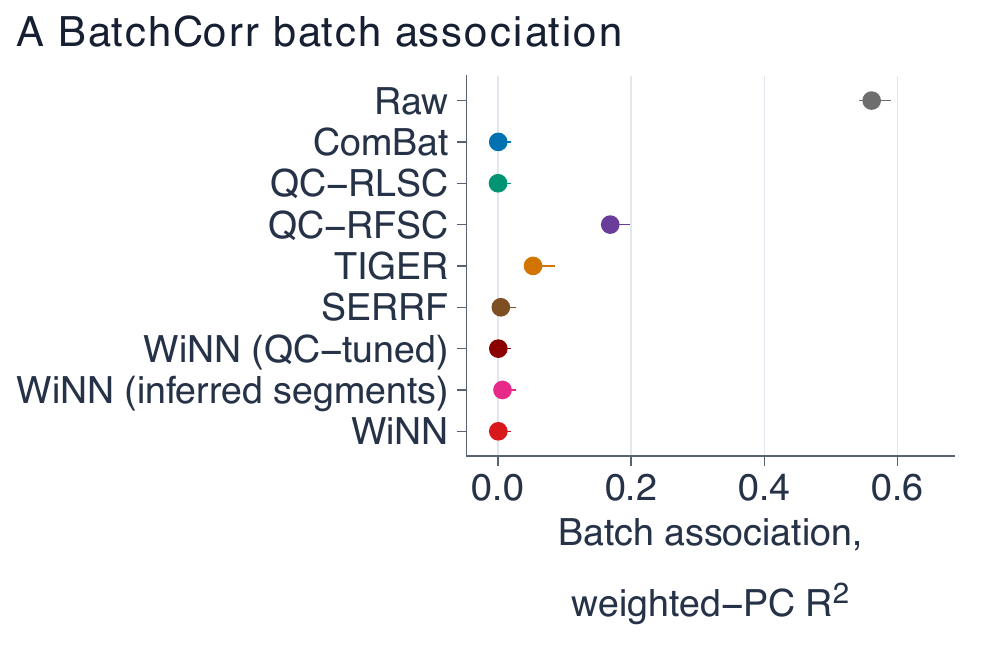 A BatchCorr batch association
Raw
ComBat
QC−RLSC
QC−RFSC
TIGER
SERRF
WiNN (QC−tuned)
WiNN (inferred segments)
WiNN
0.0 0.2 0.4 0.6
Batch association,
weighted−PC R²